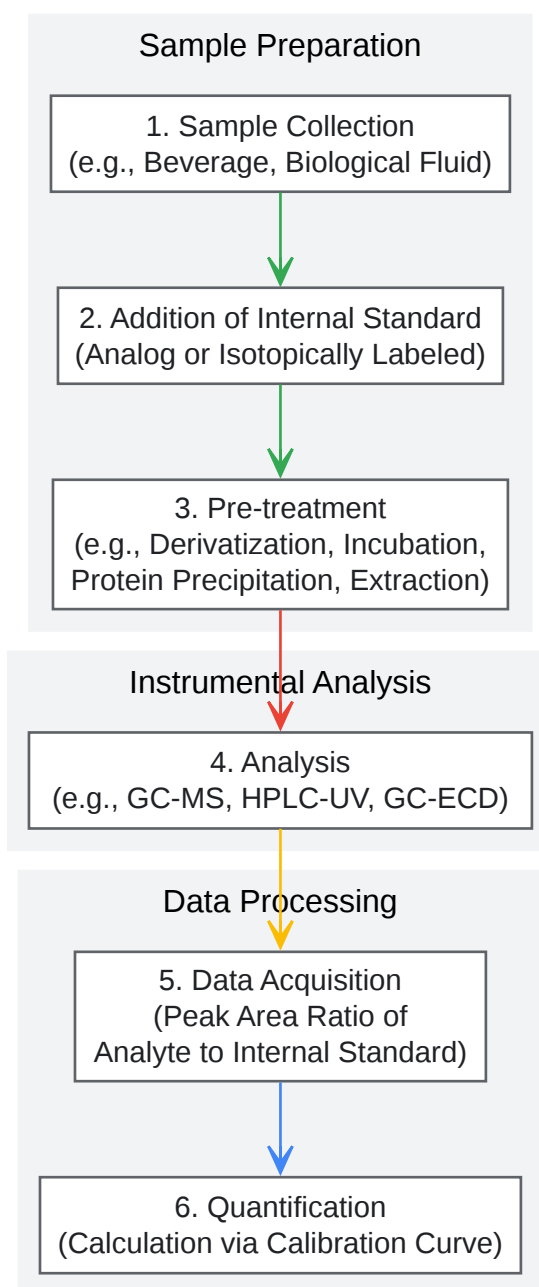 Sample Preparation
1. Sample Collection
(e.g., Beverage, Biological Fluid)
2. Addition of Internal Standard
(Analog or Isotopically Labeled)
3. Pre-treatment
(e.g., Derivatization, Incubation,
Protein Precipitation, Extraction)
Instrumental Analysis
4. Analysis
(e.g., GC-MS, HPLC-UV, GC-ECD)
Data Processing
5. Data Acquisition
(Peak Area Ratio of
Analyte to Internal Standard)
6. Quantification
(Calculation via Calibration Curve)